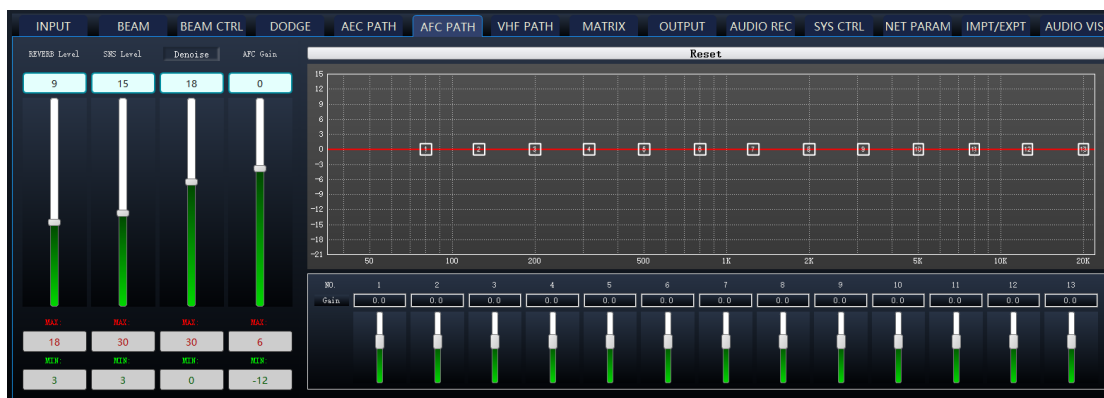 INPUT BEAM BEAM CTRL DODGE AEC PATH AFC PATH VHF PATH MATRIX OUTPUT AUDIO REC SYS CTRL NET PARAM IMPT/EXPT AUDIO VIS
REVERB Level SNS Level Denoise AFC Gain Reset
9 15 18 0
15
12
9
6
3
0 1 2 3 4 5 6 7 8 9 10 11 12 13
-3
-6
-9
-12
-15
-18
-21
50 100 200 500 1K 2K 5K 10K 20K
NO. 1 2 3 4 5 6 7 8 9 10 11 12 13
Gain 0.0 0.0 0.0 0.0 0.0 0.0 0.0 0.0 0.0 0.0 0.0 0.0 0.0
MAX: MAX: MAX: MAX:
18 30 30 6
MIN: MIN: MIN: MIN:
3 3 0 -12